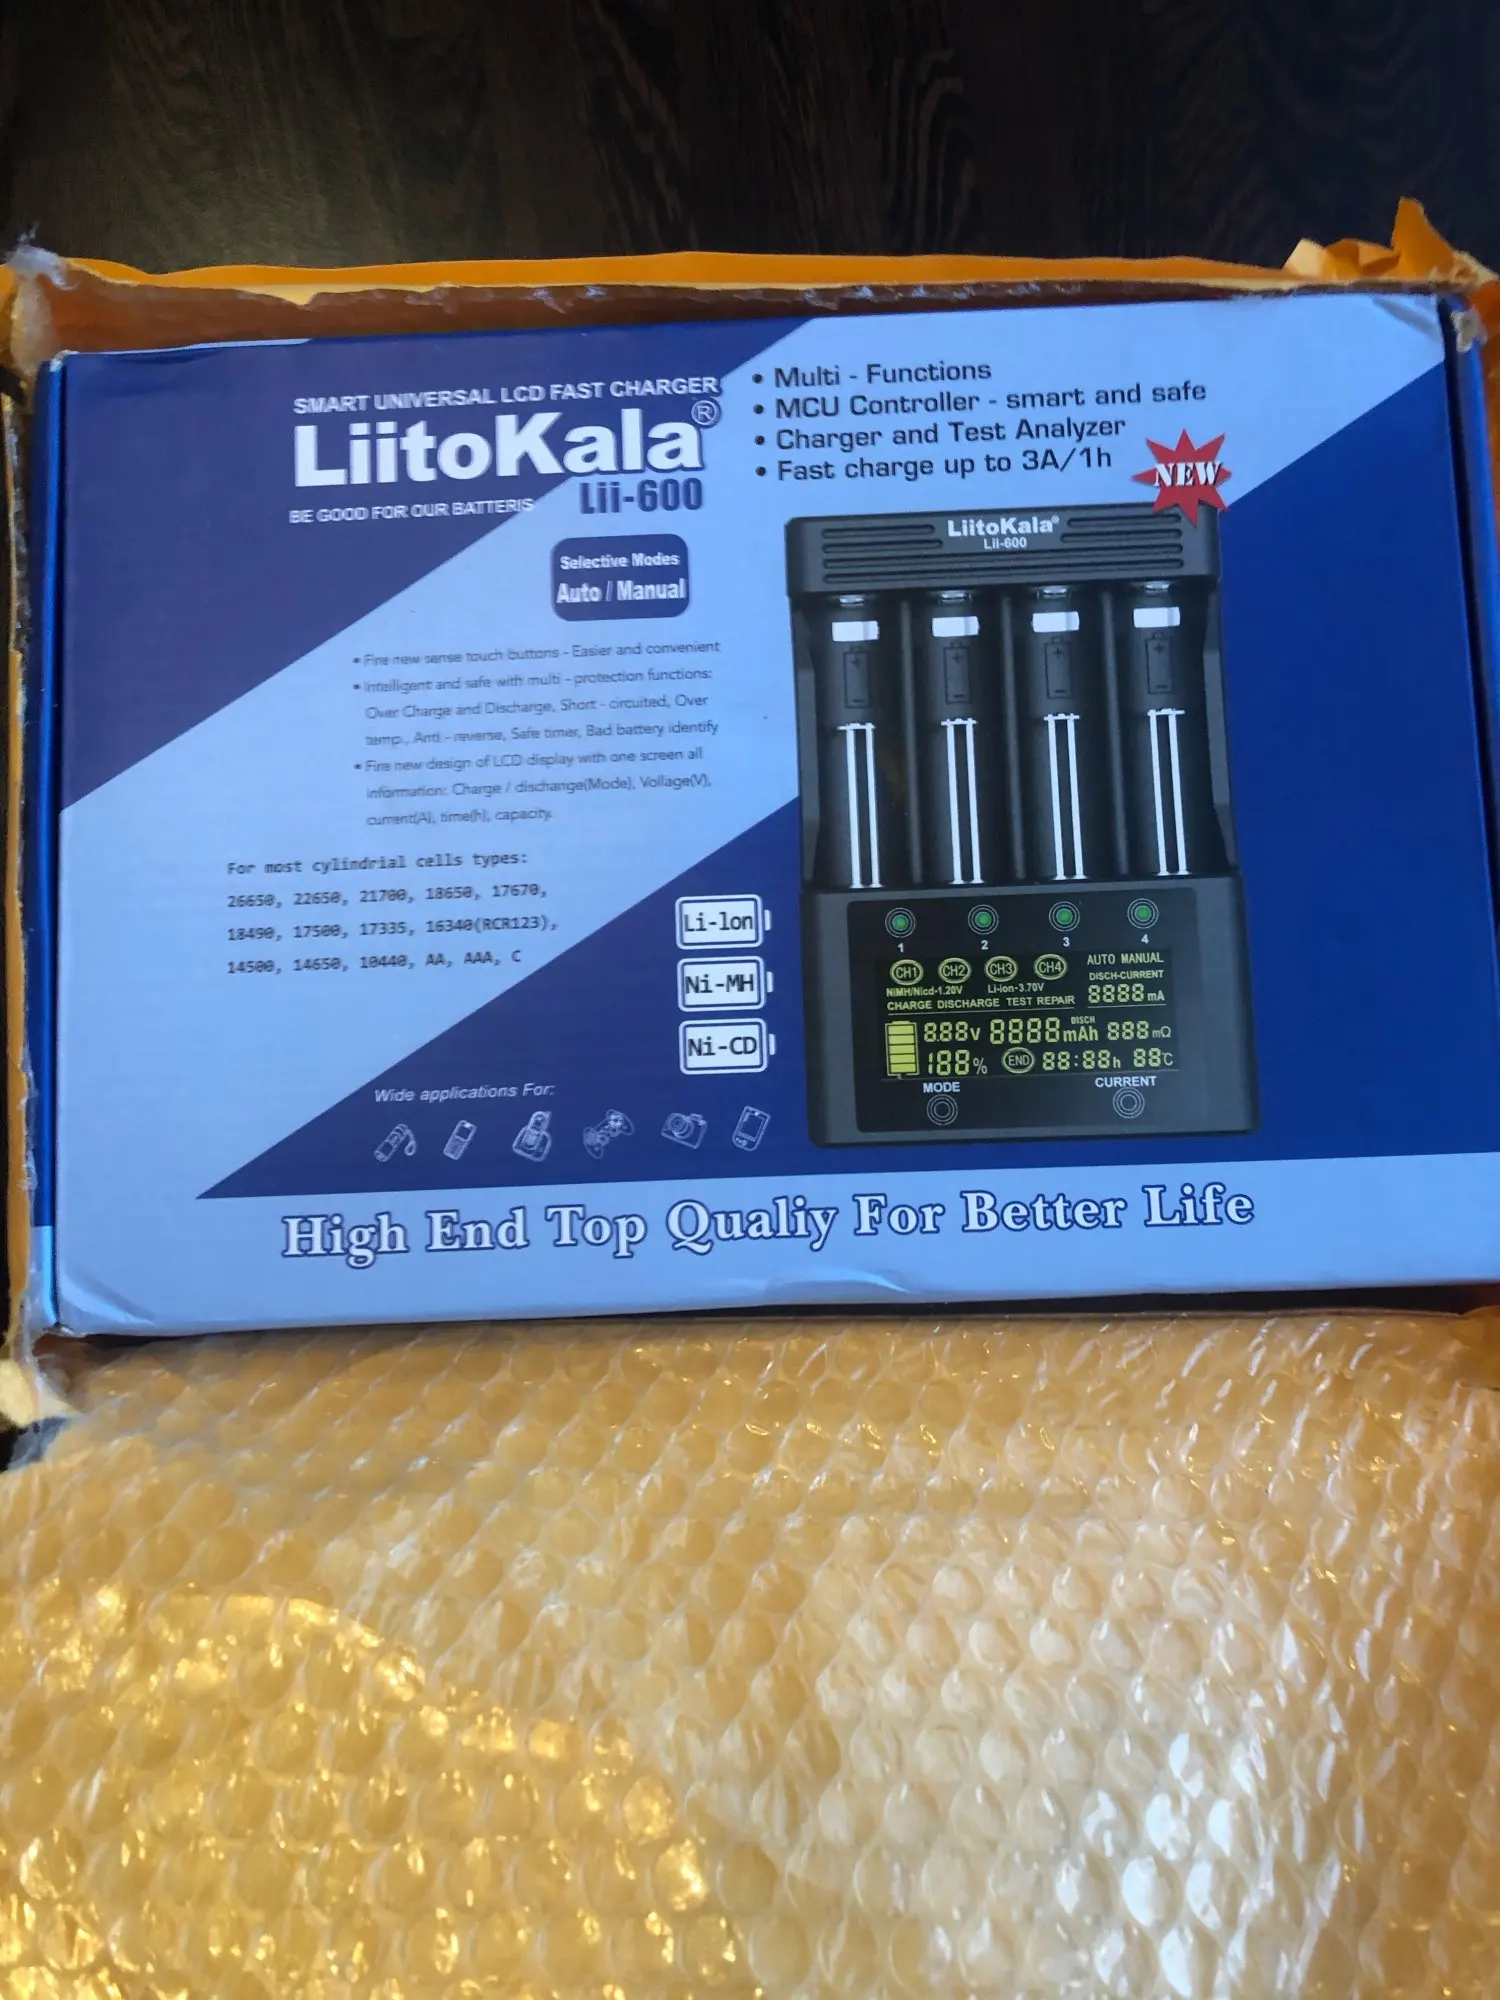 SMART UNIVERSAL LCD FAST CHARGER
LiitoKala®
BE GOOD FOR OUR BATTERIS
Lii-600
• Multi - Functions
• MCU Controller - smart and safe
• Charger and Test Analyzer
• Fast charge up to 3A/1h
NEW
Selective Modes
Auto / Manual
• Fire new sense touch buttons - Easier and convenient
• Intelligent and safe with multi - protection functions:
Over Charge and Discharge, Short - circuited, Over
temp., Anti - reverse, Safe timer, Bad battery identify
• Fire new design of LCD display with one screen all
information: Charge / dischange(Mode), Vollage(V),
current(A), time(h), capacity.
For most cylindrial cells types:
26650, 22650, 21700, 18650, 17670,
18490, 17500, 17335, 16340(RCR123),
14500, 14650, 10440, AA, AAA, C
Li-lon
Ni-MH
Ni-CD
Wide applications For:
LiitoKala®
Lii-600
1 2 3 4
CH1 CH2 CH3 CH4
AUTO MANUAL
NiMH/Nicd-1.20V Li-ion-3.70V
DISCH-CURRENT
CHARGE DISCHARGE TEST REPAIR
8888 mA
8.88V 8888mAh DISCH 888mΩ
188% END 88:88h 88℃
MODE CURRENT
High End Top Qualiy For Better Life